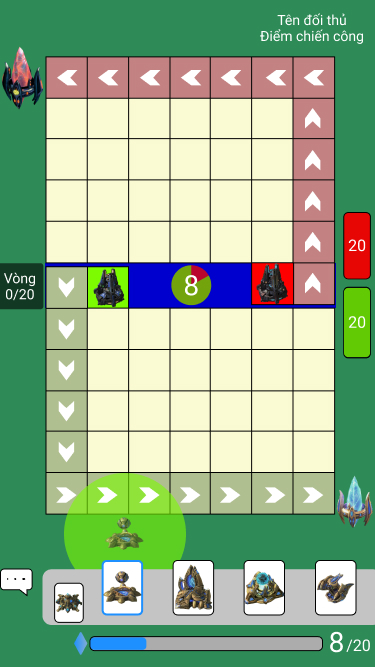 Tên đối thủ
Điểm chiến công
20
Vòng
0/20
8
20
...
8/20